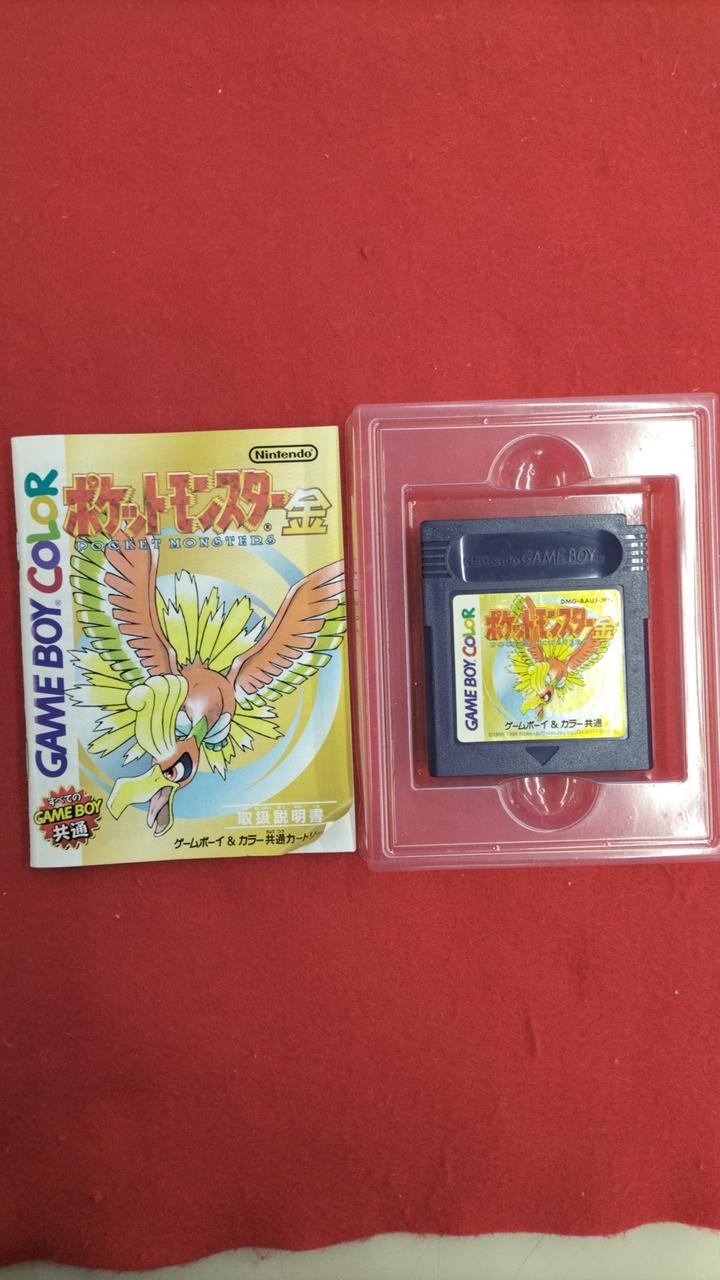 Nintendo
GAME BOY COLOR
ポケットモンスター金
POCKET MONSTERS
すべての
GAME BOY
共通
取扱説明書
ゲームボーイ & カラー共通カートリッ
Nintendo GAME BOY
DMG-AAUJ-JPN
GAME BOY COLOR
ポケットモンスター金
POCKET MONSTERS
ゲームボーイ & カラー共通